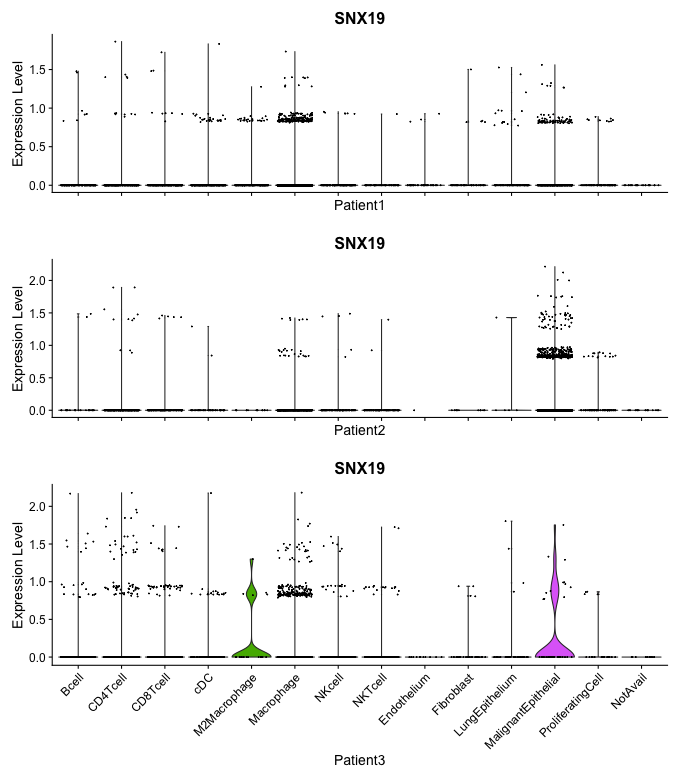 SNX19
Expression Level
1.5
1.0
0.5
0.0
Patient1
SNX19
Expression Level
2.0
1.5
1.0
0.5
0.0
Patient2
SNX19
Expression Level
2.0
1.5
1.0
0.5
0.0
Bcell
CD4Tcell
CD8Tcell
cDC
M2Macrophage
Macrophage
NKcell
NKTcell
Endothelium
Fibroblast
LungEpithelium
MalignantEpithelial
ProliferatingCell
NotAvail
Patient3